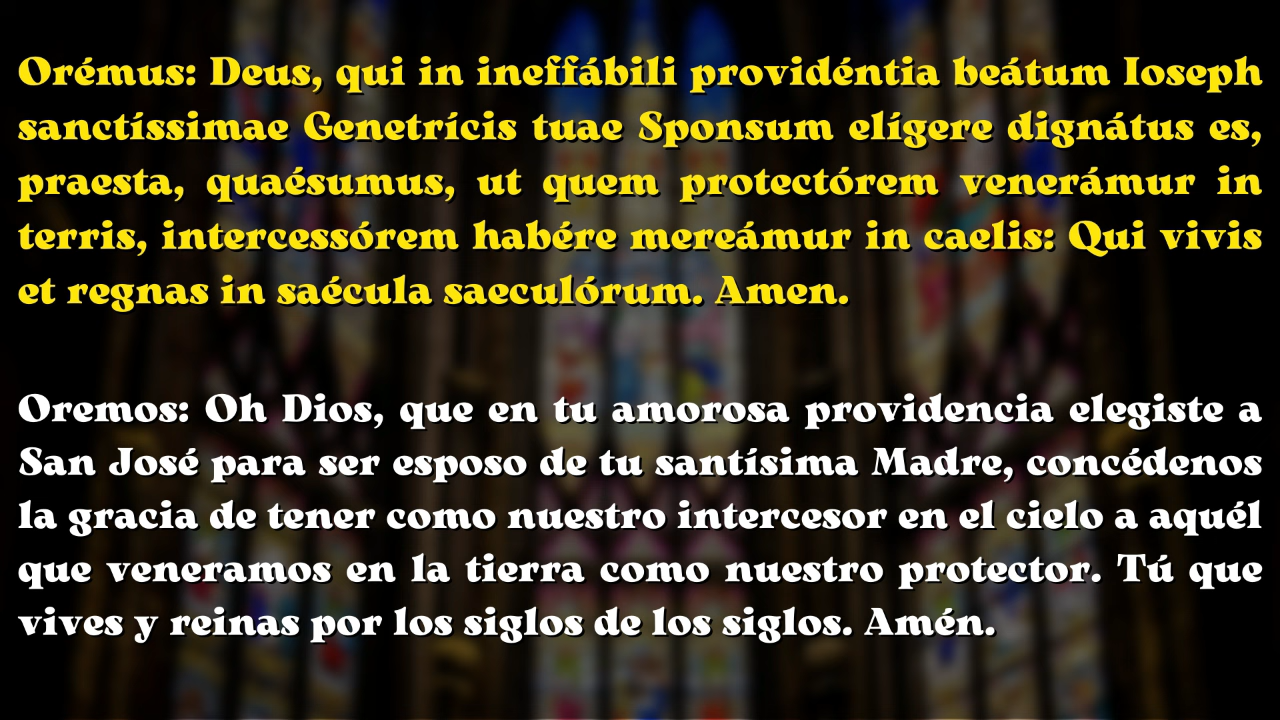 Orémus: Deus, qui in ineffábili providéntia beátum Ioseph
sanctíssimae Genetrícis tuae Sponsum elígere dignátus es,
praesta, quaésumus, ut quem protectórem venerámur in
terris, intercessórem habére mereámur in caelis: Qui vivis
et regnas in saécula saeculórum. Amen.
Oremos: Oh Dios, que en tu amorosa providencia elegiste a
San José para ser esposo de tu santísima Madre, concédenos
la gracia de tener como nuestro intercesor en el cielo a aquél
que veneramos en la tierra como nuestro protector. Tú que
vives y reinas por los siglos de los siglos. Amén.